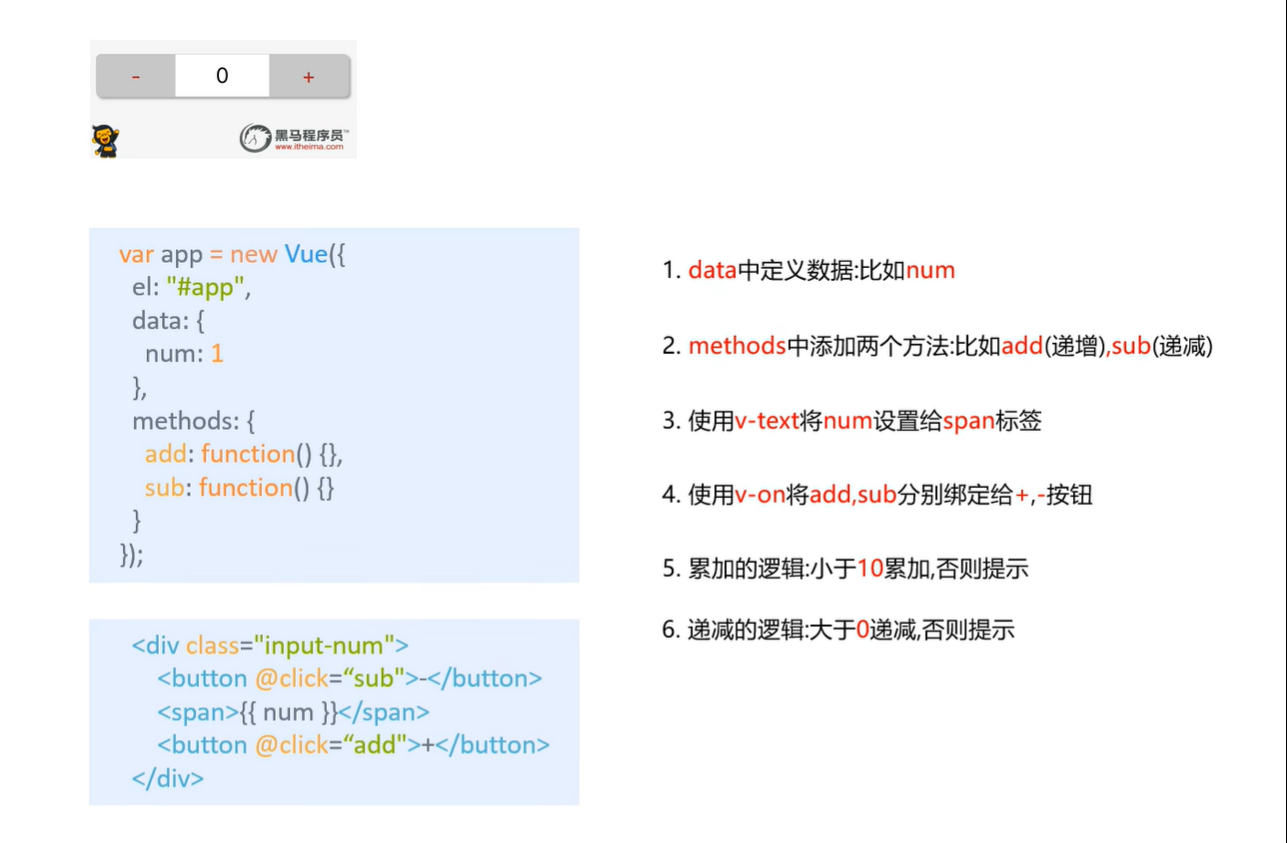 - 0 +
黑马程序员™
www.itheima.com
var app = new Vue({
el: "#app",
data: {
num: 1
},
methods: {
add: function() {},
sub: function() {}
}
});
<div class="input-num">
<button @click=“sub">-</button>
<span>{{ num }}</span>
<button @click=“add">+</button>
</div>
1. data中定义数据:比如num
2. methods中添加两个方法:比如add(递增),sub(递减)
3. 使用v-text将num设置给span标签
4. 使用v-on将add,sub分别绑定给+,-按钮
5. 累加的逻辑:小于10累加,否则提示
6. 递减的逻辑:大于0递减,否则提示